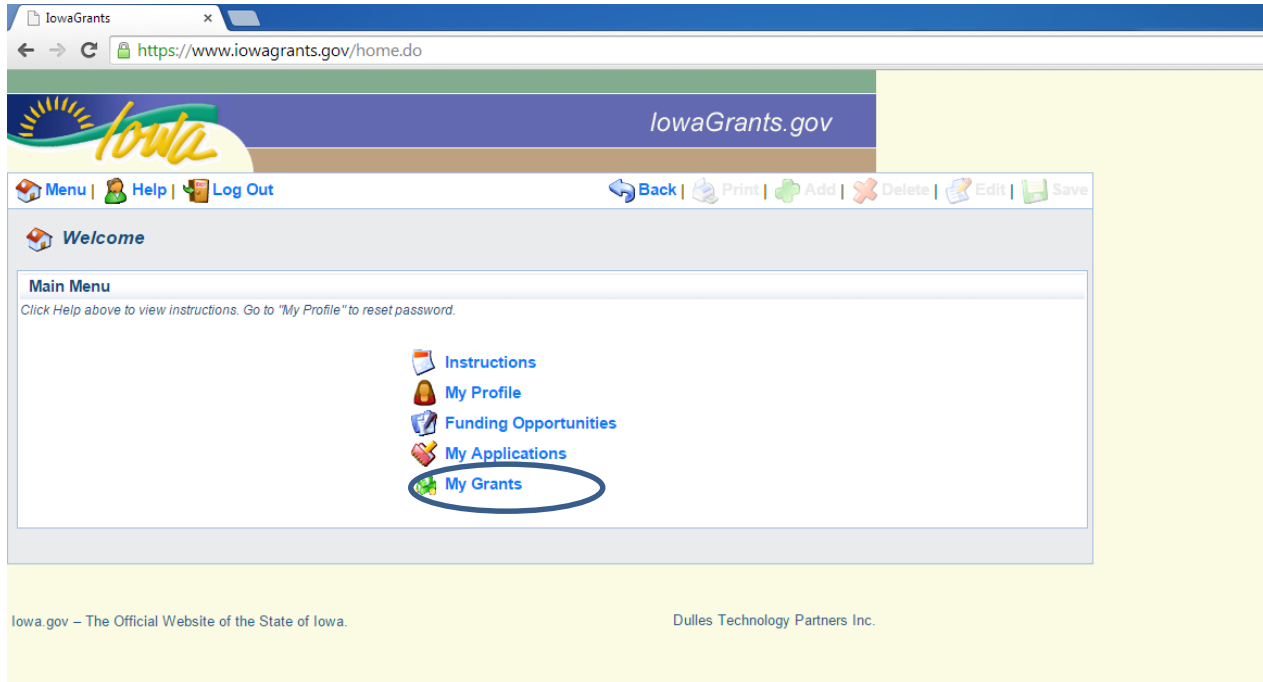 IowaGrants
https://www.iowagrants.gov/home.do
Iowa
IowaGrants.gov
Menu | Help | Log Out
Back | Print | Add | Delete | Edit | Save
Welcome
Main Menu
Click Help above to view instructions. Go to "My Profile" to reset password.
Instructions
My Profile
Funding Opportunities
My Applications
My Grants
Iowa.gov – The Official Website of the State of Iowa.
Dulles Technology Partners Inc.